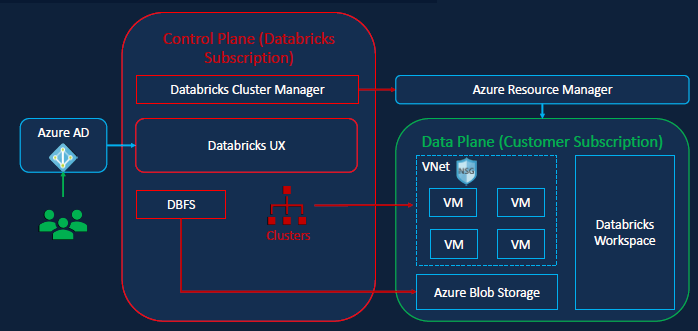 Control Plane (Databricks
Subscription)
Databricks Cluster Manager
Azure Resource Manager
Azure AD
Databricks UX
Data Plane (Customer Subscription)
VNet
NSG
VM
VM
VM
VM
DBFS
Clusters
Databricks
Workspace
Azure Blob Storage